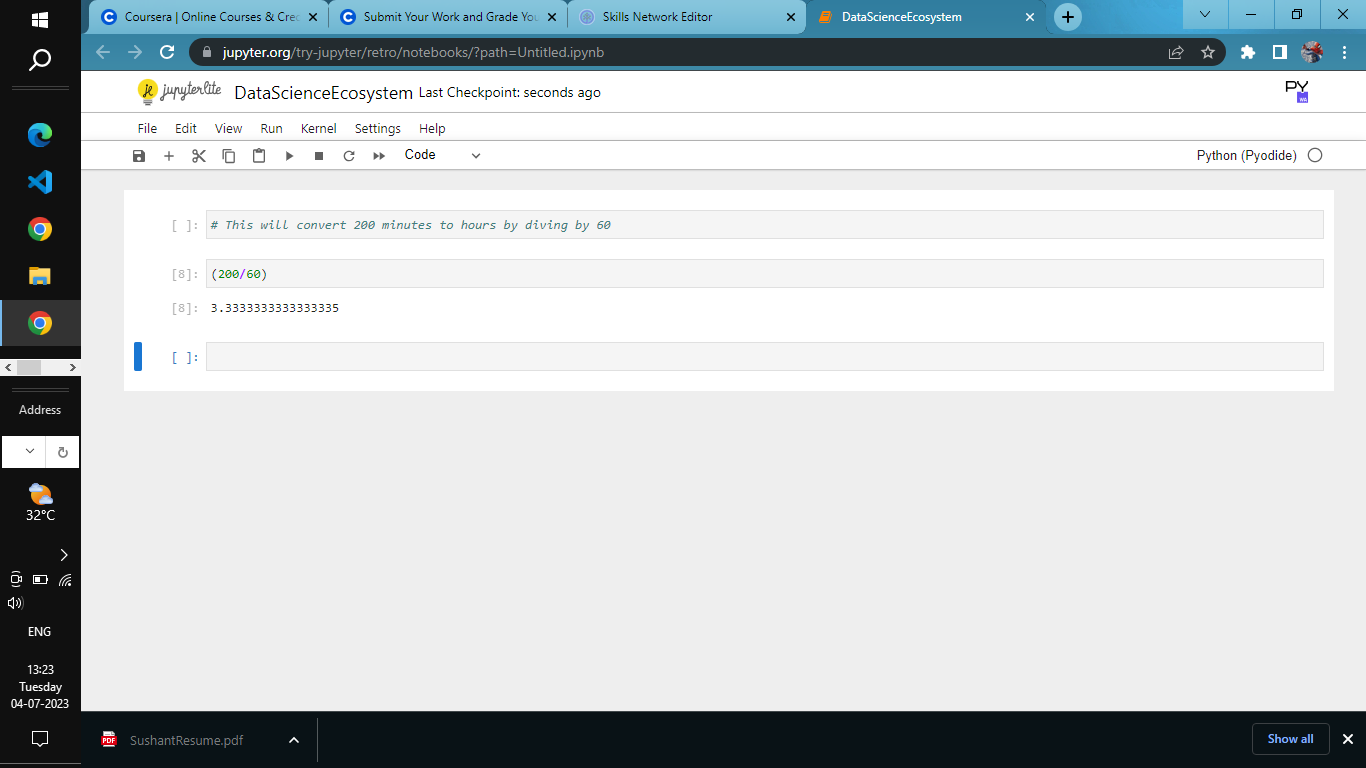 Coursera | Online Courses & Cre
Submit Your Work and Grade You
Skills Network Editor
DataScienceEcosystem
jupyter.org/try-jupyter/retro/notebooks/?path=Untitled.ipynb
jupyterlite
DataScienceEcosystem Last Checkpoint: seconds ago
PY
File Edit View Run Kernel Settings Help
Code
Python (Pyodide)
[ ]: # This will convert 200 minutes to hours by diving by 60
[8]: (200/60)
[8]: 3.3333333333333335
[ ]:
Address
32°C
ENG
13:23
Tuesday
04-07-2023
PDF
SushantResume.pdf
Show all